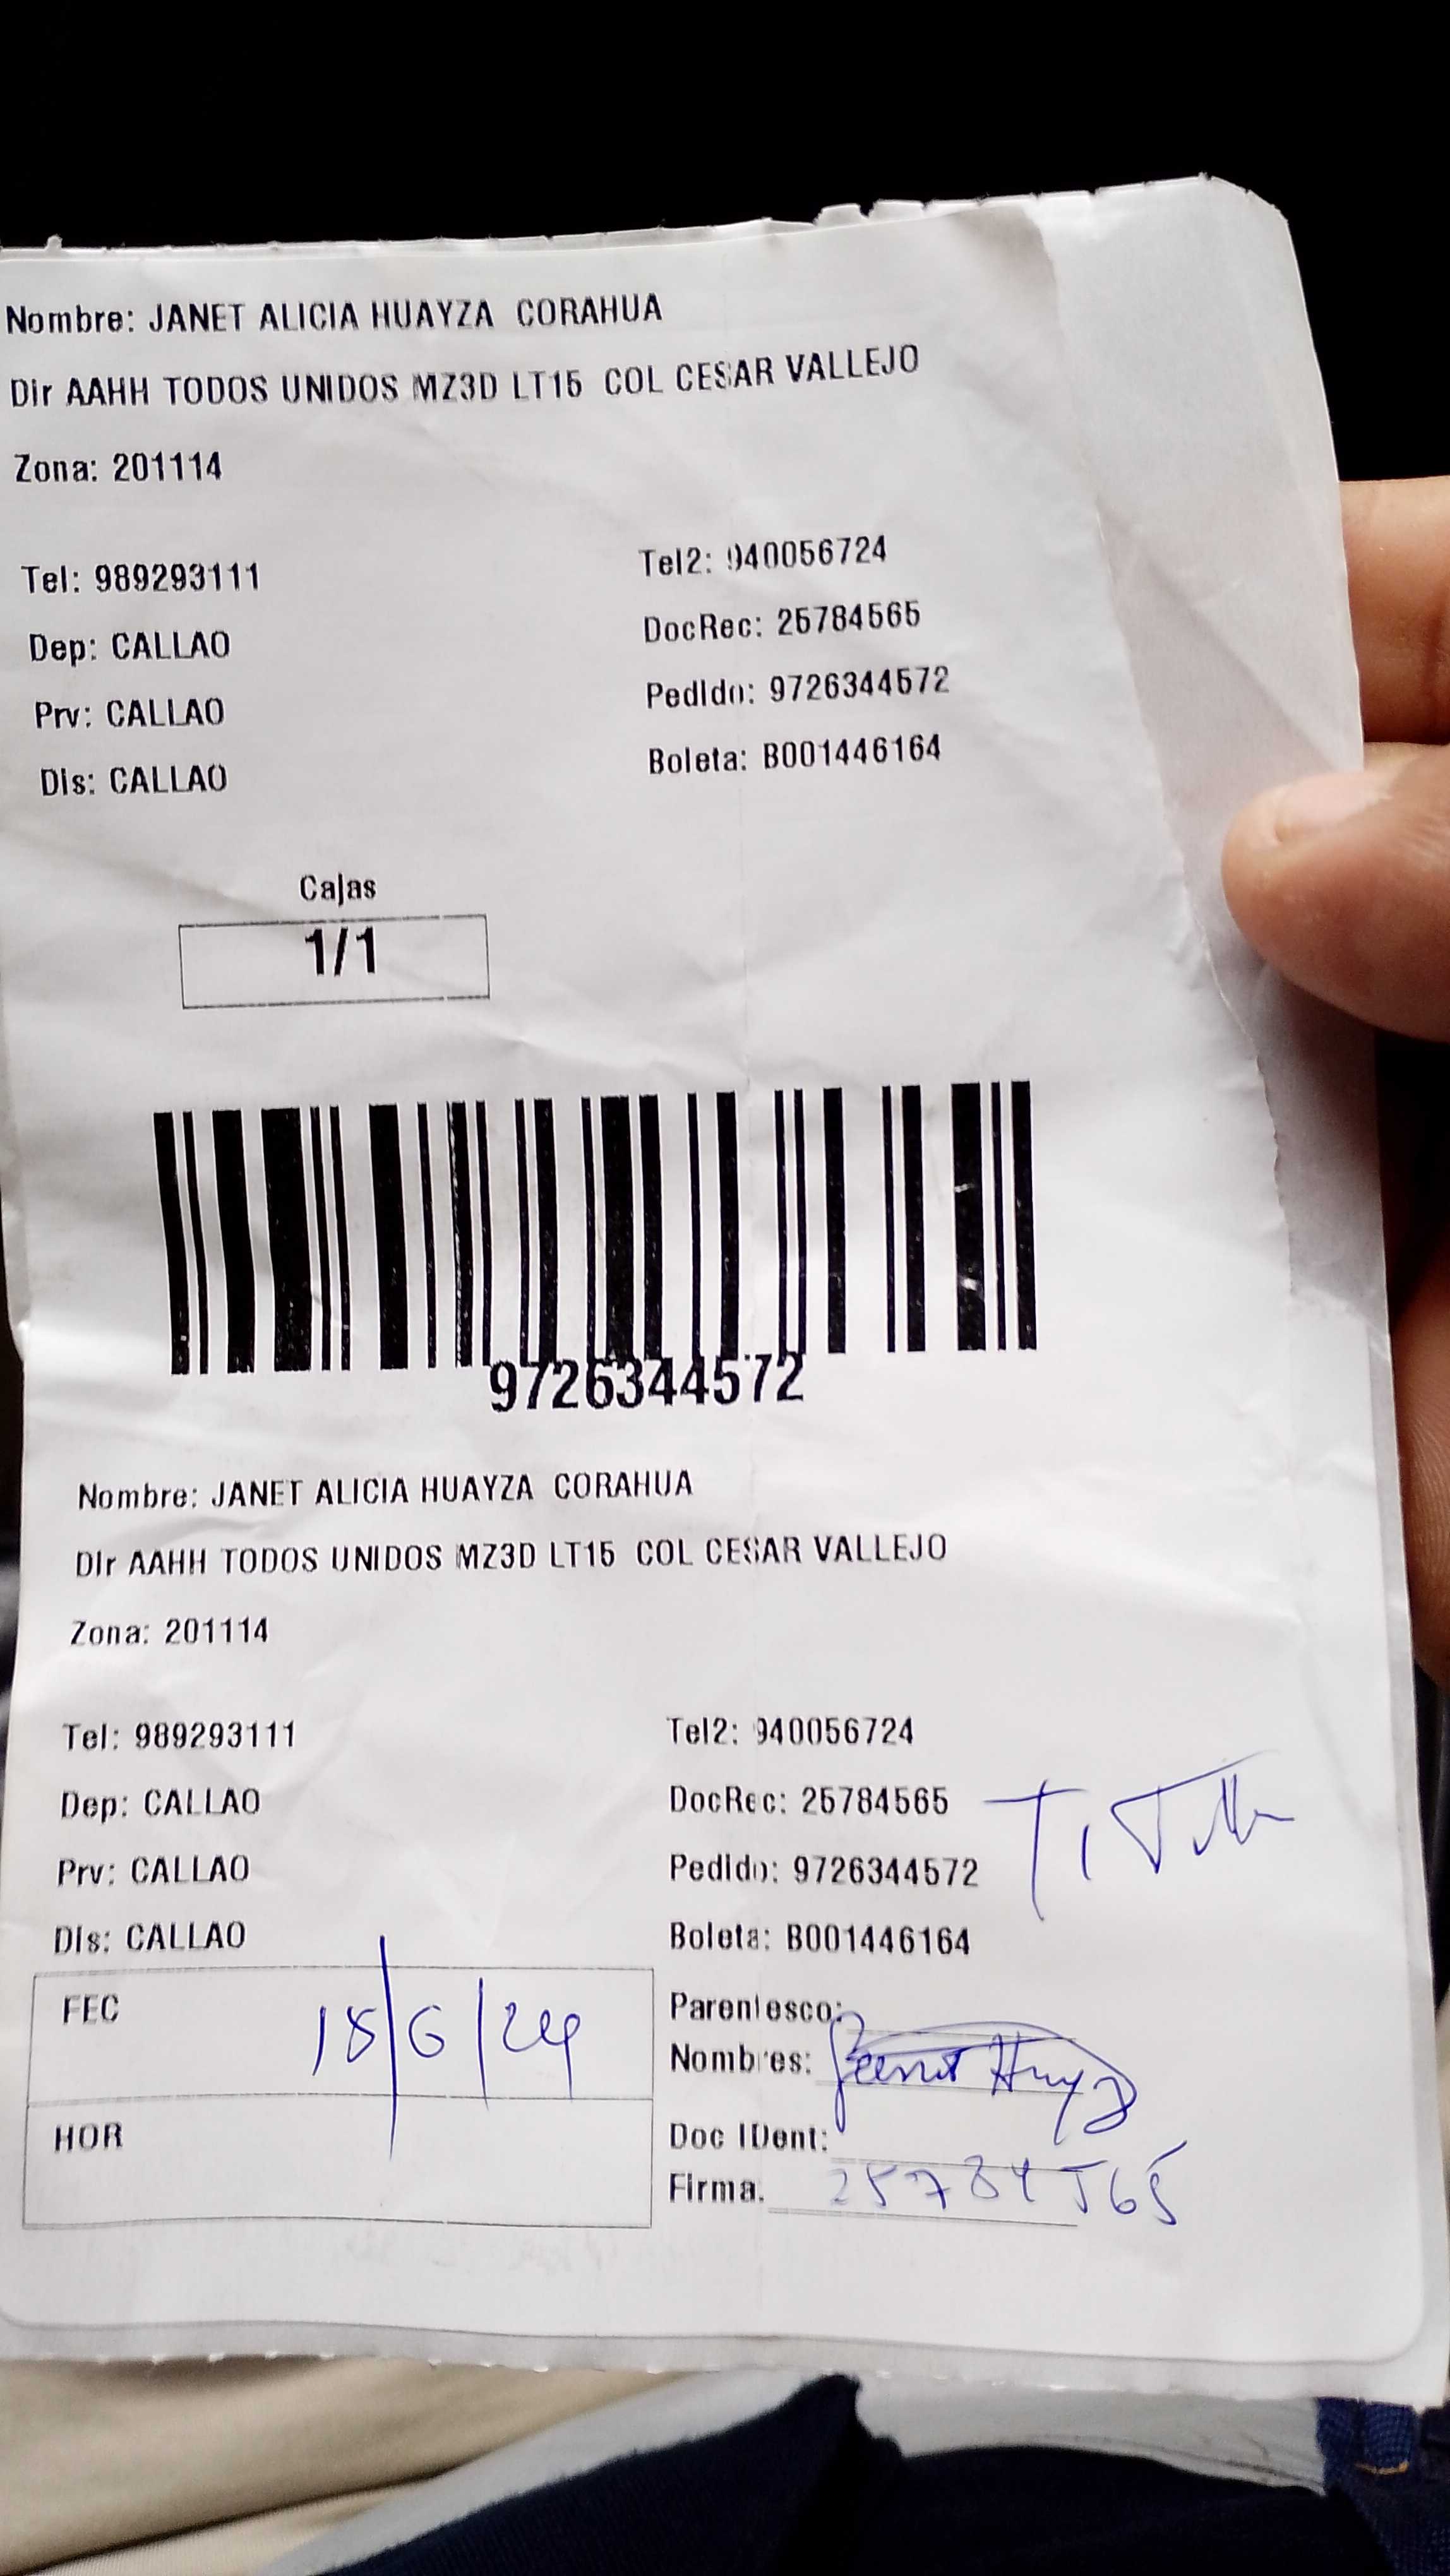 Nombre: JANET ALICIA HUAYZA CORAHUA
Dir AAHH TODOS UNIDOS MZ3D LT15 COL CESAR VALLEJO
Zona: 201114
Tel: 989293111 Tel2: 940056724
Dep: CALLAO DocRec: 25784565
Prv: CALLAO Pedido: 9726344572
Dis: CALLAO Boleta: B001446164
Cajas
1/1
9726344572
Nombre: JANET ALICIA HUAYZA CORAHUA
Dir AAHH TODOS UNIDOS MZ3D LT15 COL CESAR VALLEJO
Zona: 201114
Tel: 989293111 Tel2: 940056724
Dep: CALLAO DocRec: 25784565
Prv: CALLAO Pedido: 9726344572
Dis: CALLAO Boleta: B001446164
FEC 18/6/24 Parentesco:
Nombres:
HOR Doc IDent:
Firma. 25784565